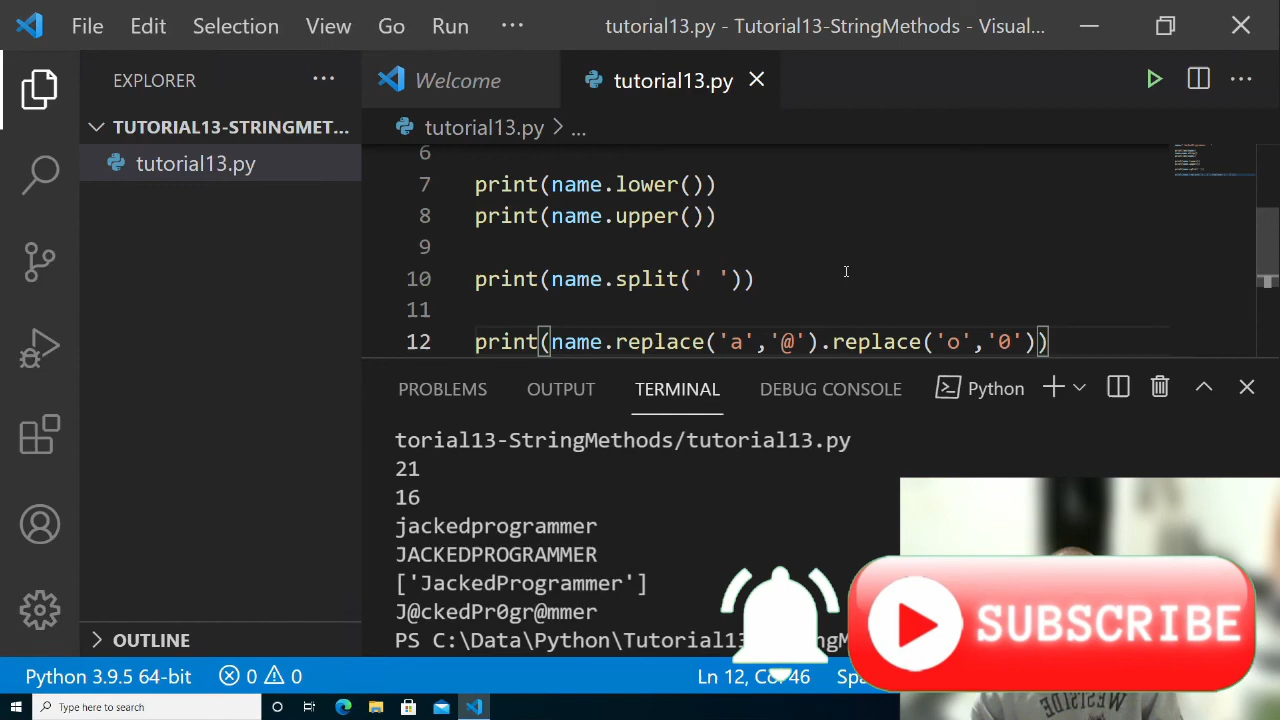 File Edit Selection View Go Run ··· tutorial13.py - Tutorial13-StringMethods - Visual...
EXPLORER
TUTORIAL13-STRINGMET...
tutorial13.py
OUTLINE
Welcome
tutorial13.py
tutorial13.py > ...
6
7 print(name.lower())
8 print(name.upper())
9
10 print(name.split(' '))
11
12 print(name.replace('a','@').replace('o','0'))
PROBLEMS OUTPUT TERMINAL DEBUG CONSOLE Python
torial13-StringMethods/tutorial13.py
21
16
jackedprogrammer
JACKEDPROGRAMMER
['JackedProgrammer']
J@ckedPr0gr@mmer
PS C:\Data\Python\Tutorial13
SUBSCRIBE
Python 3.9.5 64-bit 0 0 Ln 12, Col 46
Type here to search